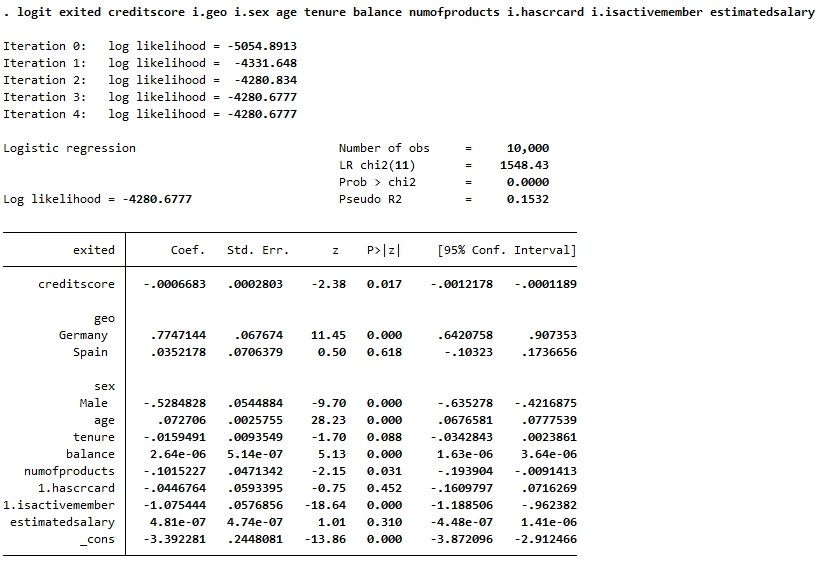 . logit exited creditscore i.geo i.sex age tenure balance numofproducts i.hascrcard i.isactivemember estimatedsalary
Iteration 0: log likelihood = -5054.8913
Iteration 1: log likelihood = -4331.648
Iteration 2: log likelihood = -4280.834
Iteration 3: log likelihood = -4280.6777
Iteration 4: log likelihood = -4280.6777
Logistic regression Number of obs = 10,000
LR chi2(11) = 1548.43
Prob > chi2 = 0.0000
Log likelihood = -4280.6777 Pseudo R2 = 0.1532
exited Coef. Std. Err. z P>|z| [95% Conf. Interval]
creditscore -.0006683 .0002803 -2.38 0.017 -.0012178 -.0001189
geo
Germany .7747144 .067674 11.45 0.000 .6420758 .907353
Spain .0352178 .0706379 0.50 0.618 -.10323 .1736656
sex
Male -.5284828 .0544884 -9.70 0.000 -.635278 -.4216875
age .072706 .0025755 28.23 0.000 .0676581 .0777539
tenure -.0159491 .0093549 -1.70 0.088 -.0342843 .0023861
balance 2.64e-06 5.14e-07 5.13 0.000 1.63e-06 3.64e-06
numofproducts -.1015227 .0471342 -2.15 0.031 -.193904 -.0091413
1.hascrcard -.0446764 .0593395 -0.75 0.452 -.1609797 .0716269
1.isactivemember -1.075444 .0576856 -18.64 0.000 -1.188506 -.962382
estimatedsalary 4.81e-07 4.74e-07 1.01 0.310 -4.48e-07 1.41e-06
_cons -3.392281 .2448081 -13.86 0.000 -3.872096 -2.912466